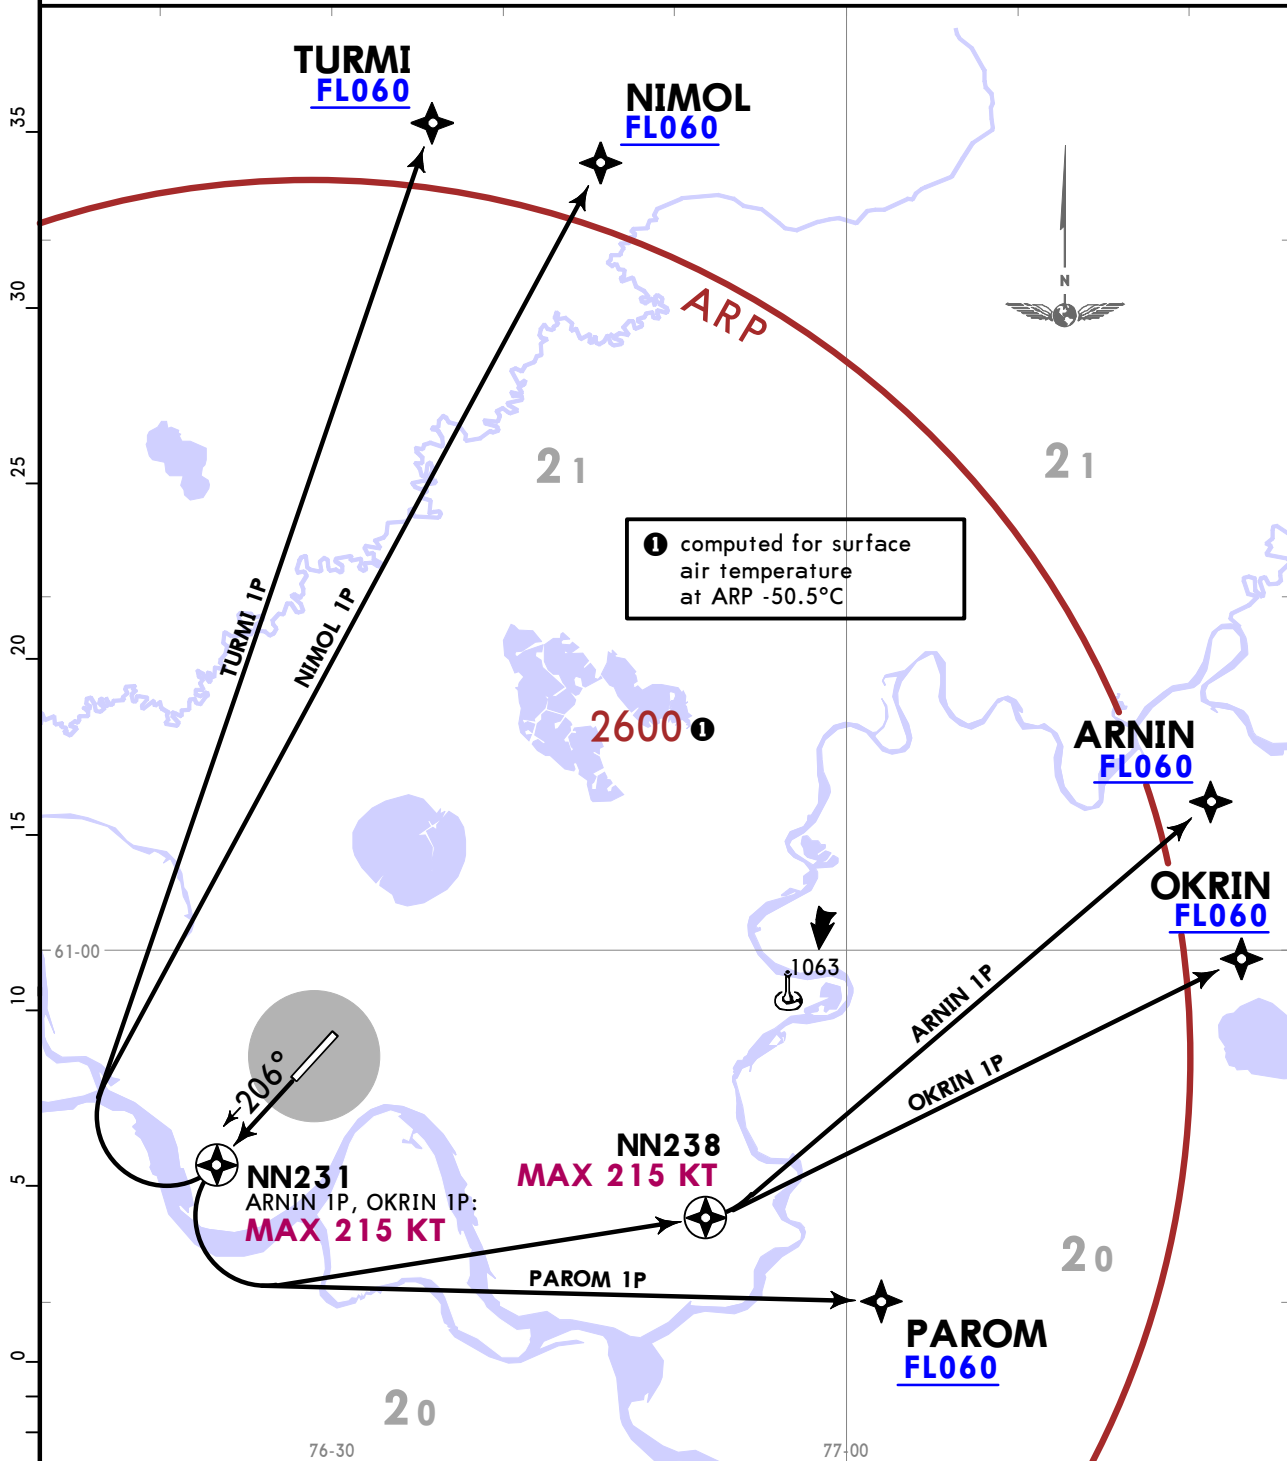 TURMI
FL060
NIMOL
FL060
35
N
30
ARP
21
21
25
❶ computed for surface
air temperature
at ARP -50.5°C
TURMI 1P
NIMOL 1P
20
2600 ❶
ARNIN
FL060
15
OKRIN
FL060
61-00
1063
10
ARNIN 1P
206°
OKRIN 1P
NN238
MAX 215 KT
5
NN231
ARNIN 1P, OKRIN 1P:
MAX 215 KT
20
PAROM 1P
PAROM
FL060
0
20
76-30
77-00